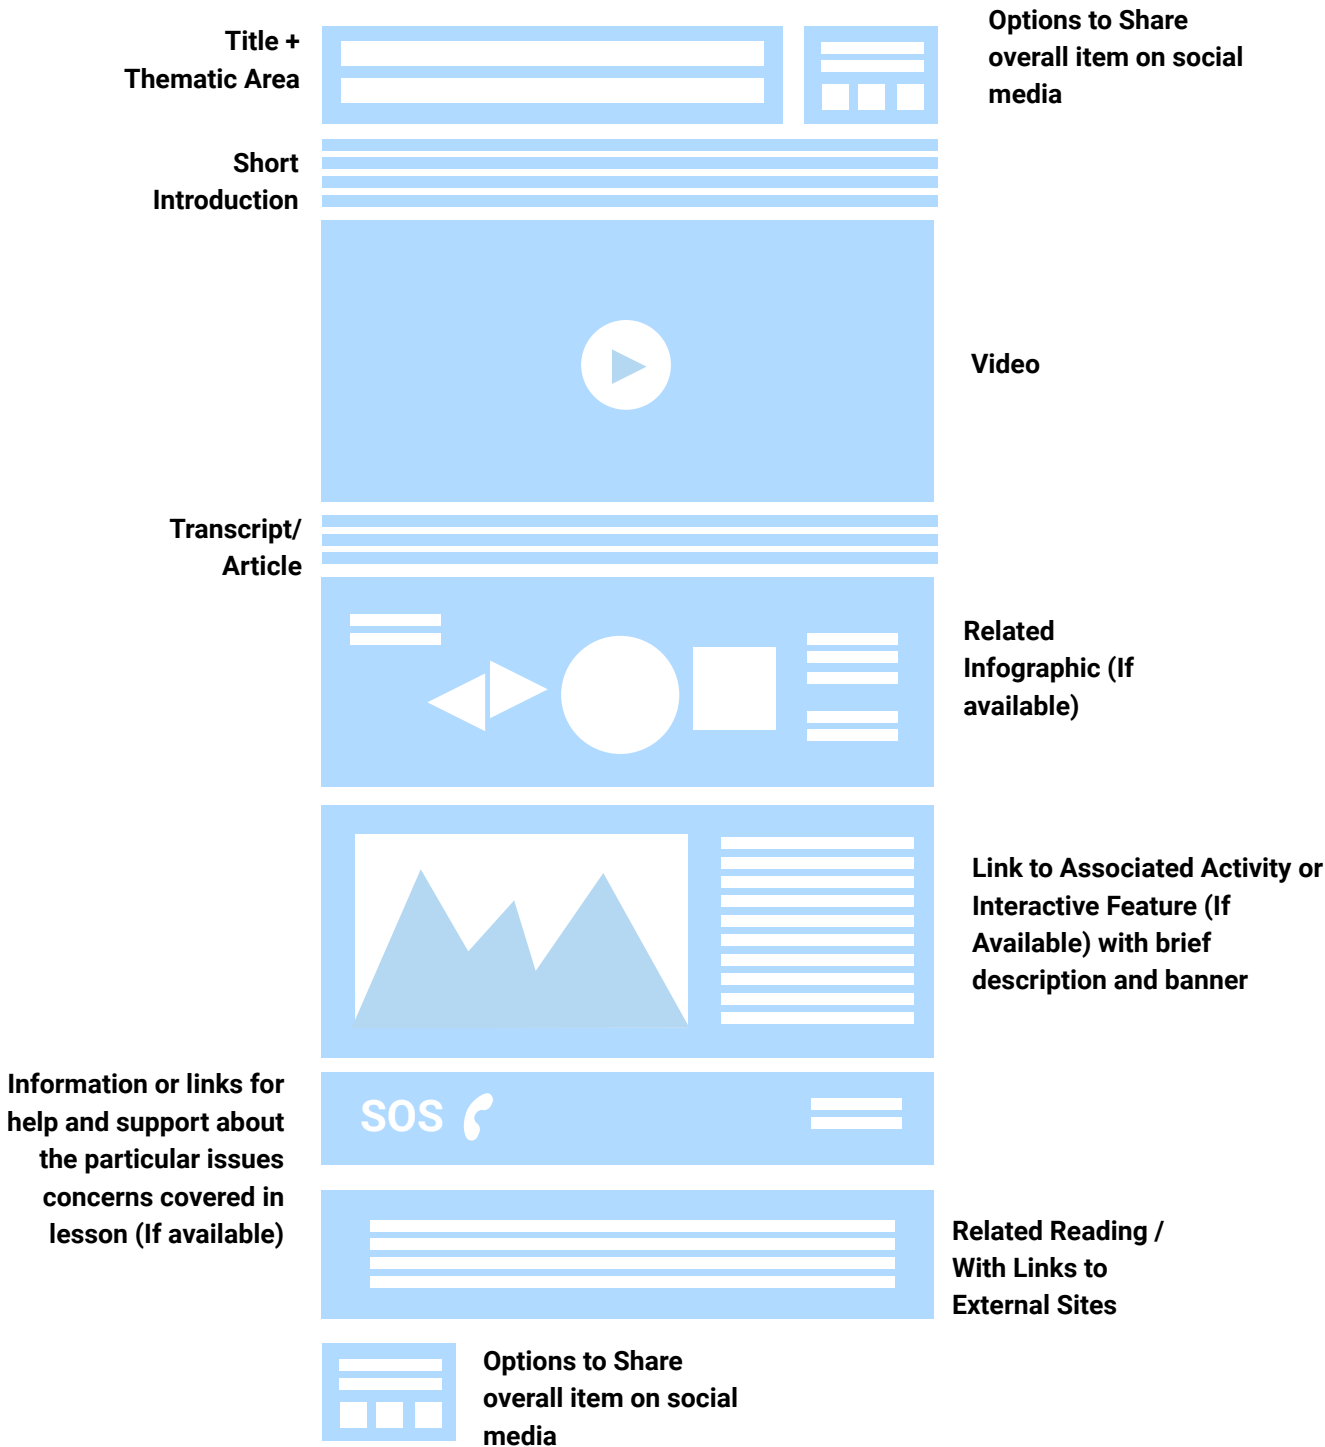 Title +
Thematic Area
Options to Share
overall item on social
media
Short
Introduction
Video
Transcript/
Article
Related
Infographic (If
available)
Link to Associated Activity or
Interactive Feature (If
Available) with brief
description and banner
Information or links for
help and support about
the particular issues
concerns covered in
lesson (If available)
SOS
Related Reading /
With Links to
External Sites
Options to Share
overall item on social
media